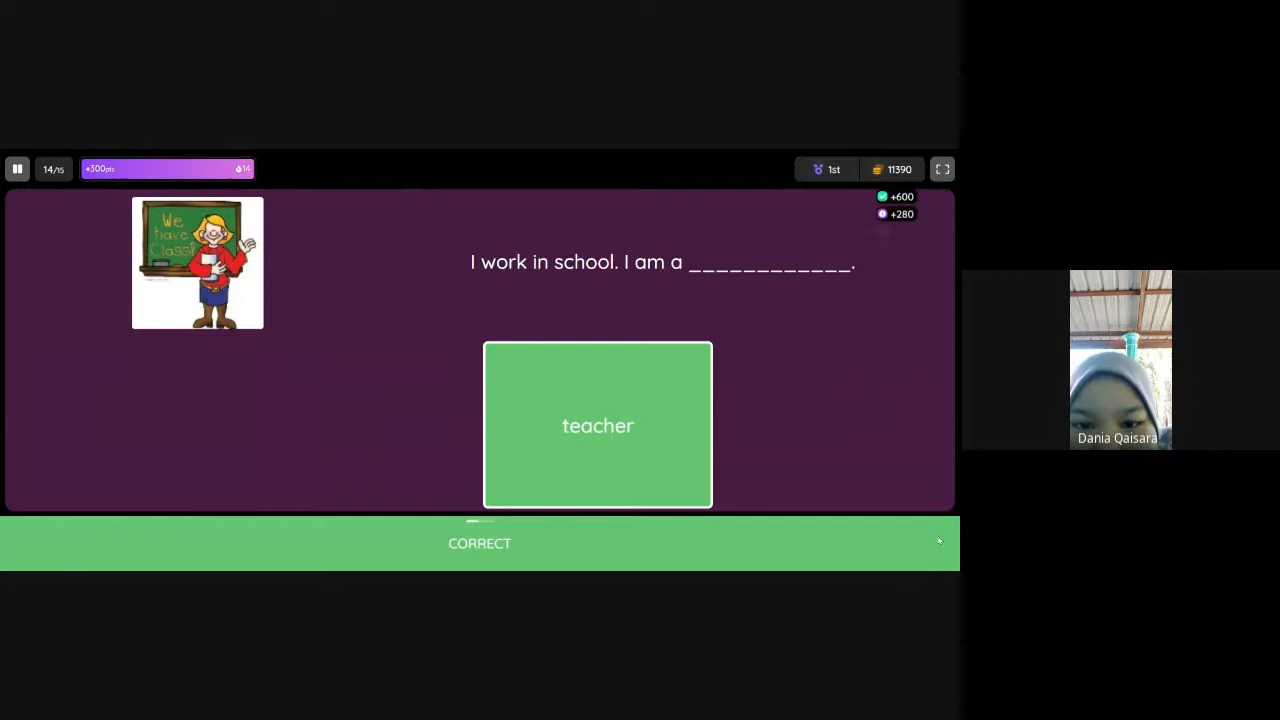 14/15
+300pts
14
1st
11390
+600
+280
We
have
Class!
I work in school. I am a ____________.
teacher
CORRECT
Dania Qaisara